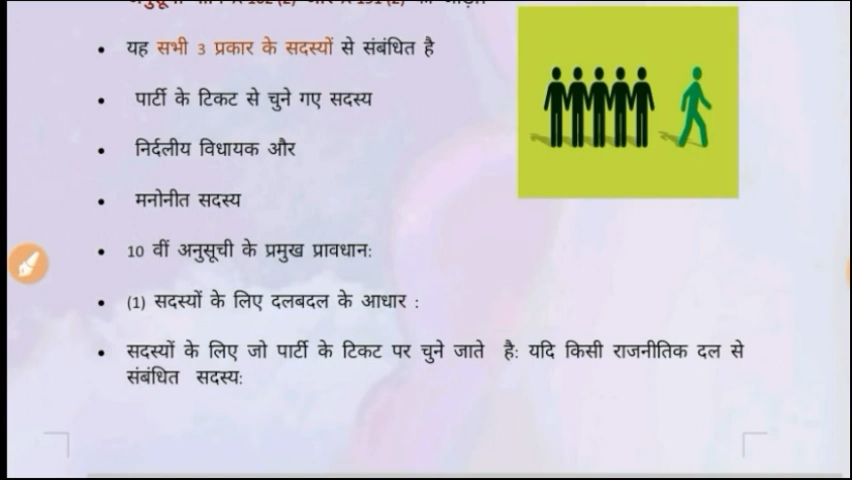 • यह सभी 3 प्रकार के सदस्यों से संबंधित है
• पार्टी के टिकट से चुने गए सदस्य
• निर्दलीय विधायक और
• मनोनीत सदस्य
• 10 वीं अनुसूची के प्रमुख प्रावधान:
• (1) सदस्यों के लिए दलबदल के आधार :
• सदस्यों के लिए जो पार्टी के टिकट पर चुने जाते है: यदि किसी राजनीतिक दल से
संबंधित सदस्य: